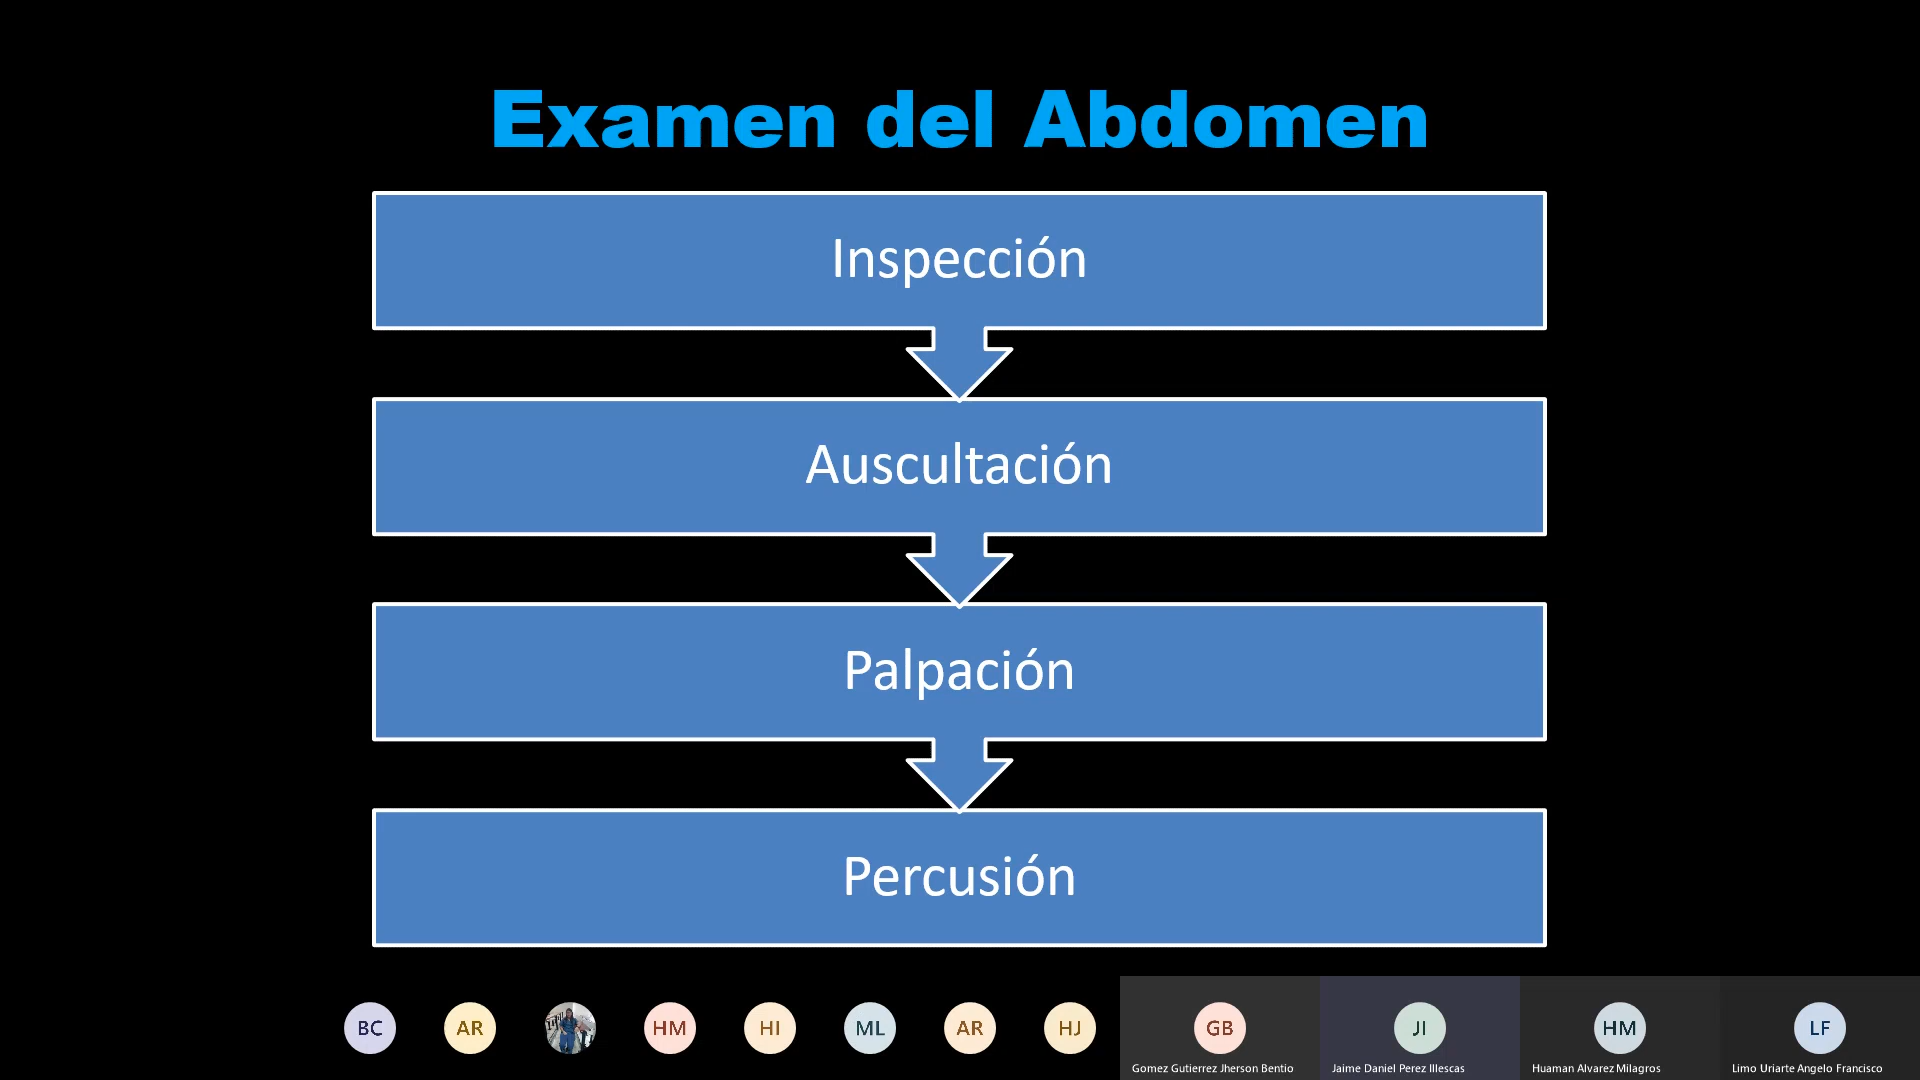 Examen del Abdomen
Inspección
Auscultación
Palpación
Percusión
BC
AR
HM
HI
ML
AR
HJ
GB
JI
HM
LF
Gomez Gutierrez Jherson Bentio
Jaime Daniel Perez Illescas
Huaman Alvarez Milagros
Limo Uriarte Angelo Francisco